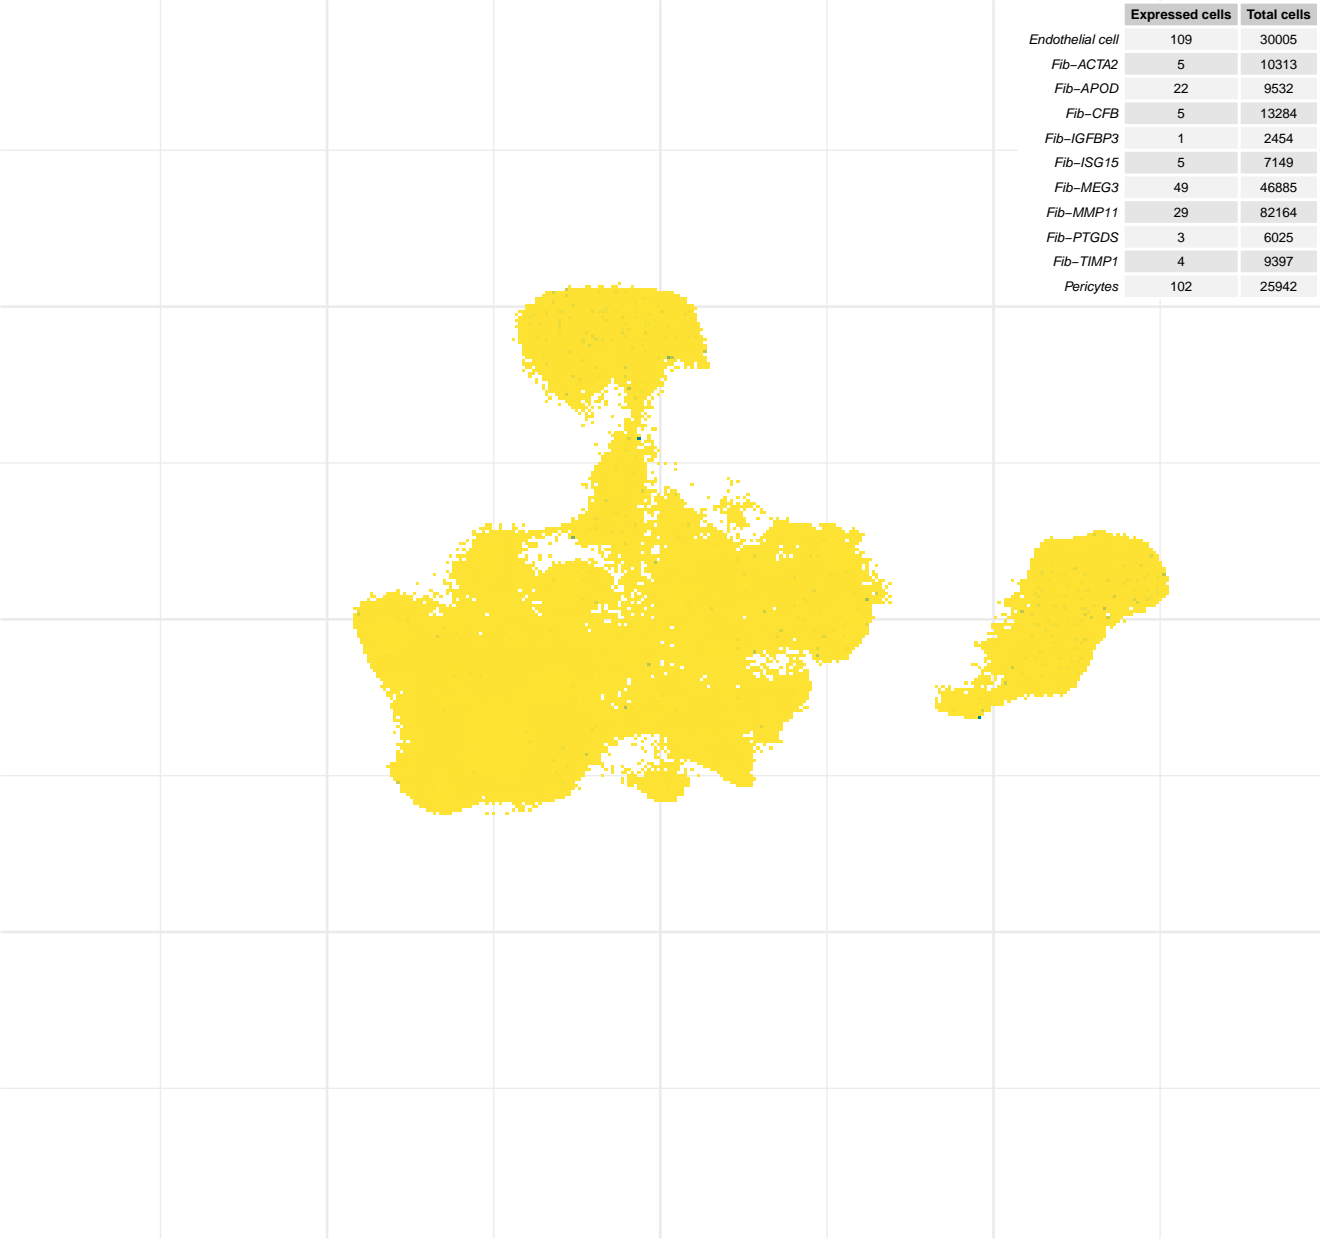 Expressed cells Total cells
Endothelial cell 109 30005
Fib−ACTA2 5 10313
Fib−APOD 22 9532
Fib−CFB 5 13284
Fib−IGFBP3 1 2454
Fib−ISG15 5 7149
Fib−MEG3 49 46885
Fib−MMP11 29 82164
Fib−PTGDS 3 6025
Fib−TIMP1 4 9397
Pericytes 102 25942